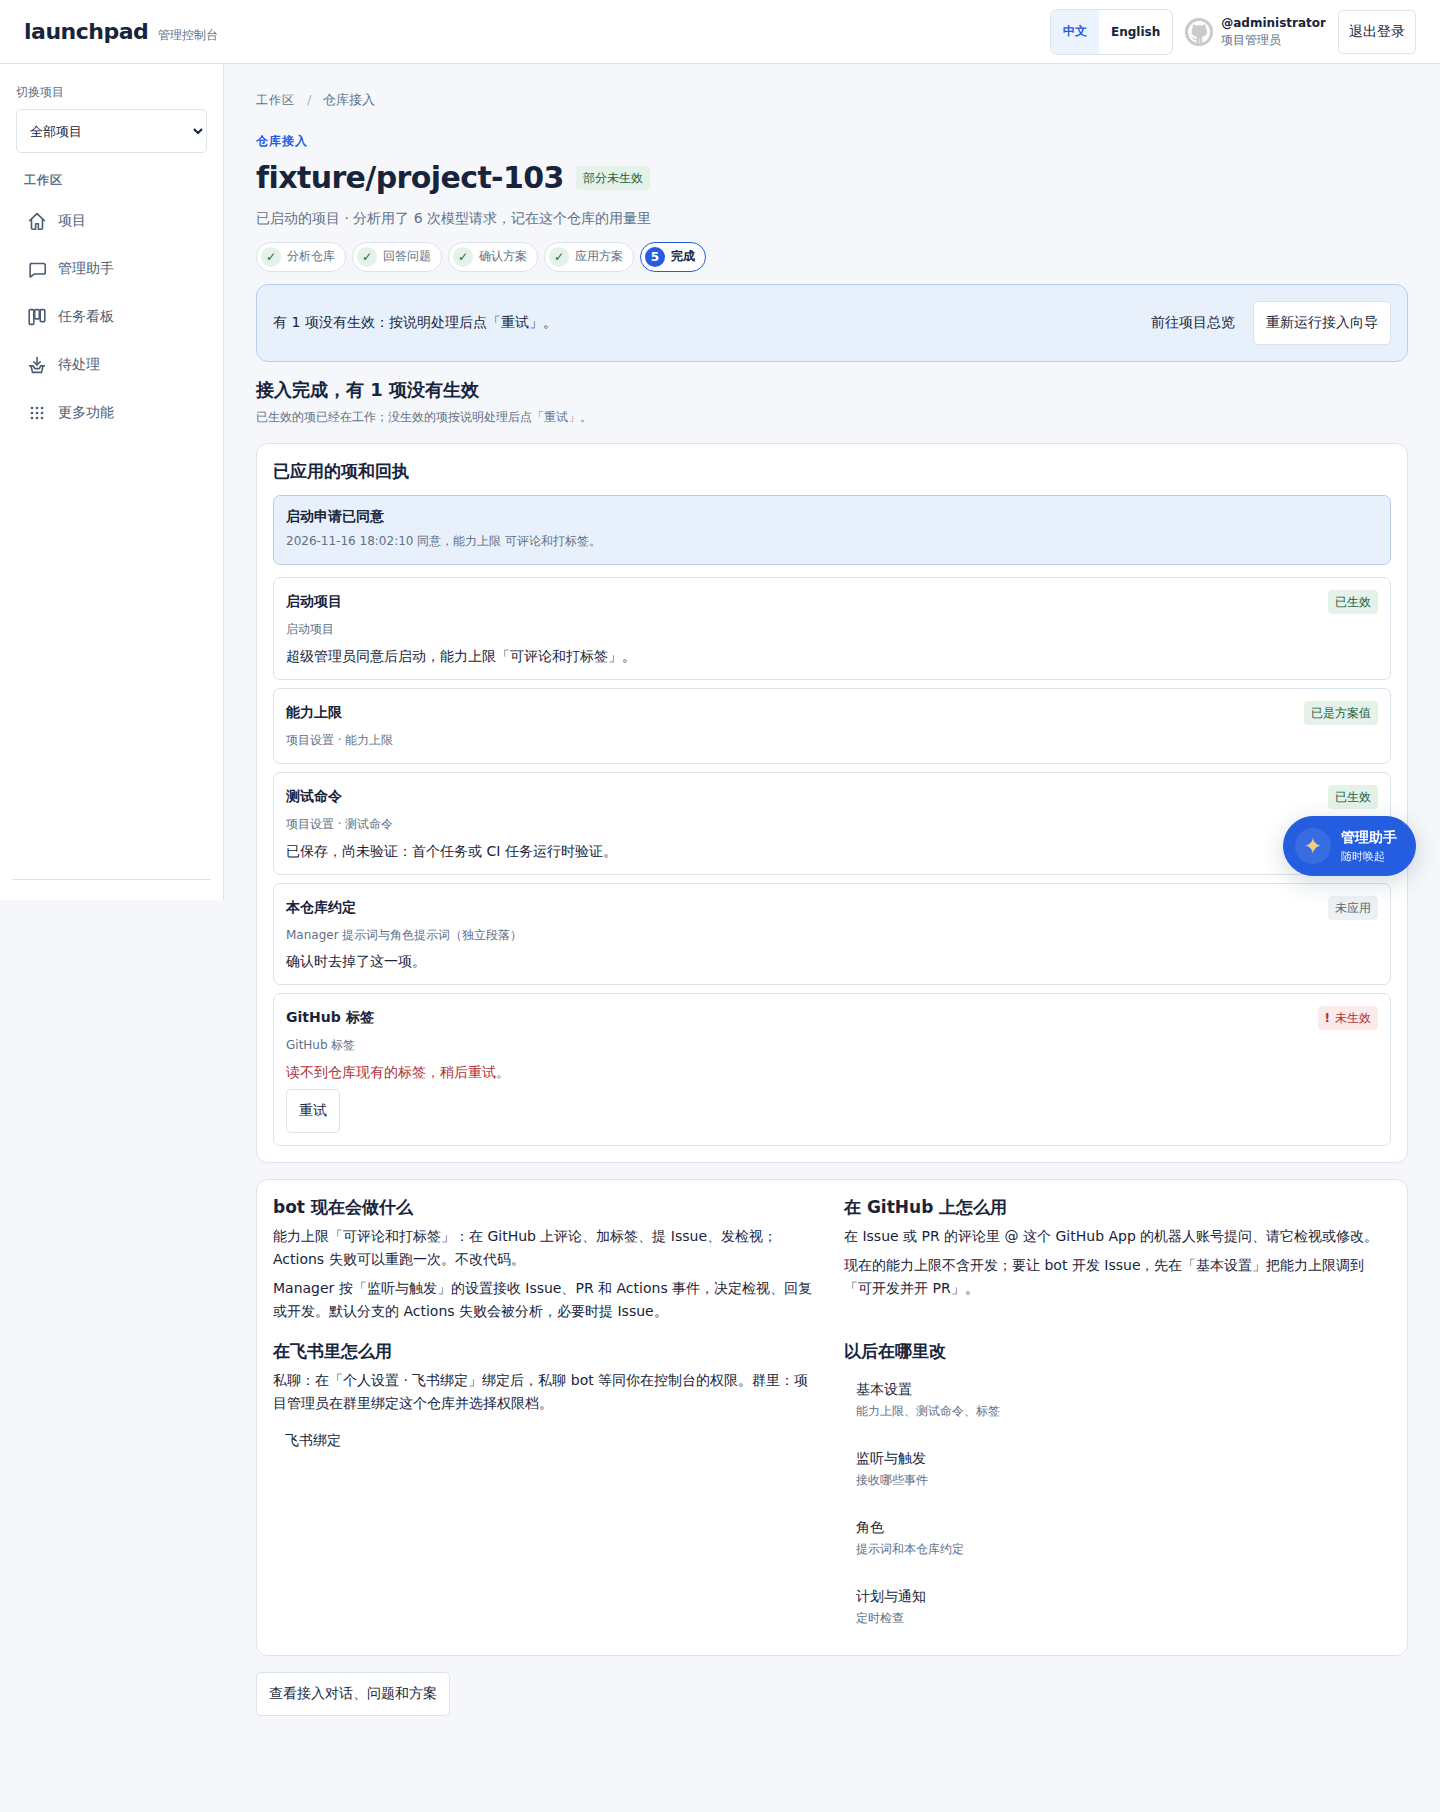 launchpad 管理控制台
中文 English
@administrator
项目管理员
退出登录
切换项目
全部项目
工作区
项目
管理助手
任务看板
待处理
更多功能
工作区 / 仓库接入
仓库接入
fixture/project-103 部分未生效
已启动的项目 · 分析用了 6 次模型请求，记在这个仓库的用量里
✓ 分析仓库 ✓ 回答问题 ✓ 确认方案 ✓ 应用方案 5 完成
有 1 项没有生效：按说明处理后点「重试」。 前往项目总览 重新运行接入向导
接入完成，有 1 项没有生效
已生效的项已经在工作；没生效的项按说明处理后点「重试」。
已应用的项和回执
启动申请已同意
2026-11-16 18:02:10 同意，能力上限 可评论和打标签。
启动项目 已生效
启动项目
超级管理员同意后启动，能力上限「可评论和打标签」。
能力上限 已是方案值
项目设置 · 能力上限
测试命令 已生效
项目设置 · 测试命令
已保存，尚未验证：首个任务或 CI 任务运行时验证。
管理助手
随时唤起
本仓库约定 未应用
Manager 提示词与角色提示词（独立段落）
确认时去掉了这一项。
GitHub 标签 ! 未生效
GitHub 标签
读不到仓库现有的标签，稍后重试。
重试
bot 现在会做什么
能力上限「可评论和打标签」：在 GitHub 上评论、加标签、提 Issue、发检视；
Actions 失败可以重跑一次。不改代码。
Manager 按「监听与触发」的设置接收 Issue、PR 和 Actions 事件，决定检视、回复
或开发。默认分支的 Actions 失败会被分析，必要时提 Issue。
在 GitHub 上怎么用
在 Issue 或 PR 的评论里 @ 这个 GitHub App 的机器人账号提问、请它检视或修改。
现在的能力上限不含开发；要让 bot 开发 Issue，先在「基本设置」把能力上限调到
「可开发并开 PR」。
在飞书里怎么用
私聊：在「个人设置 · 飞书绑定」绑定后，私聊 bot 等同你在控制台的权限。群里：项
目管理员在群里绑定这个仓库并选择权限档。
飞书绑定
以后在哪里改
基本设置
能力上限、测试命令、标签
监听与触发
接收哪些事件
角色
提示词和本仓库约定
计划与通知
定时检查
查看接入对话、问题和方案